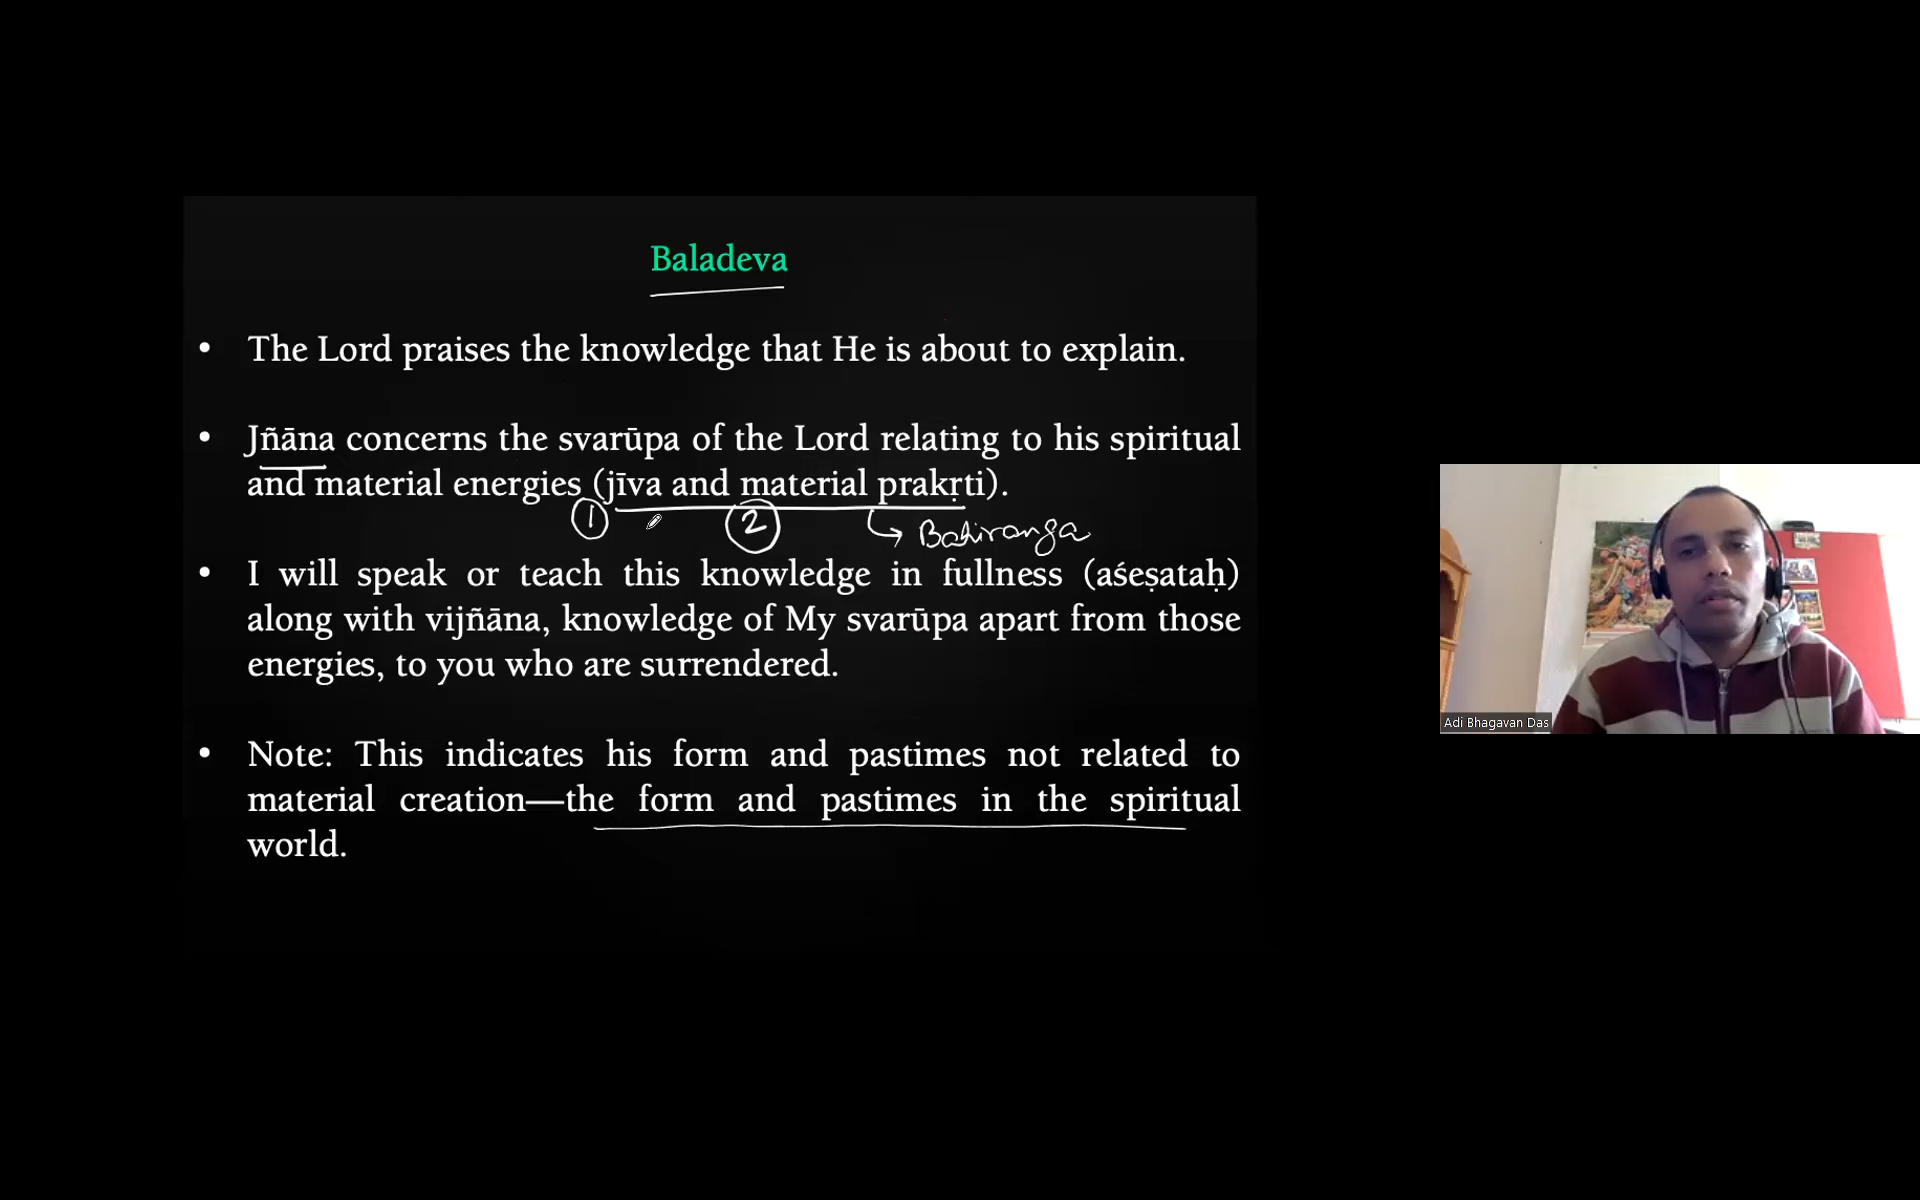 Baladeva
• The Lord praises the knowledge that He is about to explain.
• Jñāna concerns the svarūpa of the Lord relating to his spiritual
and material energies (jīva and material prakṛti).
1 2 Bahiranga
• I will speak or teach this knowledge in fullness (aśeṣataḥ)
along with vijñāna, knowledge of My svarūpa apart from those
energies, to you who are surrendered.
• Note: This indicates his form and pastimes not related to
material creation—the form and pastimes in the spiritual
world.
Adi Bhagavan Das